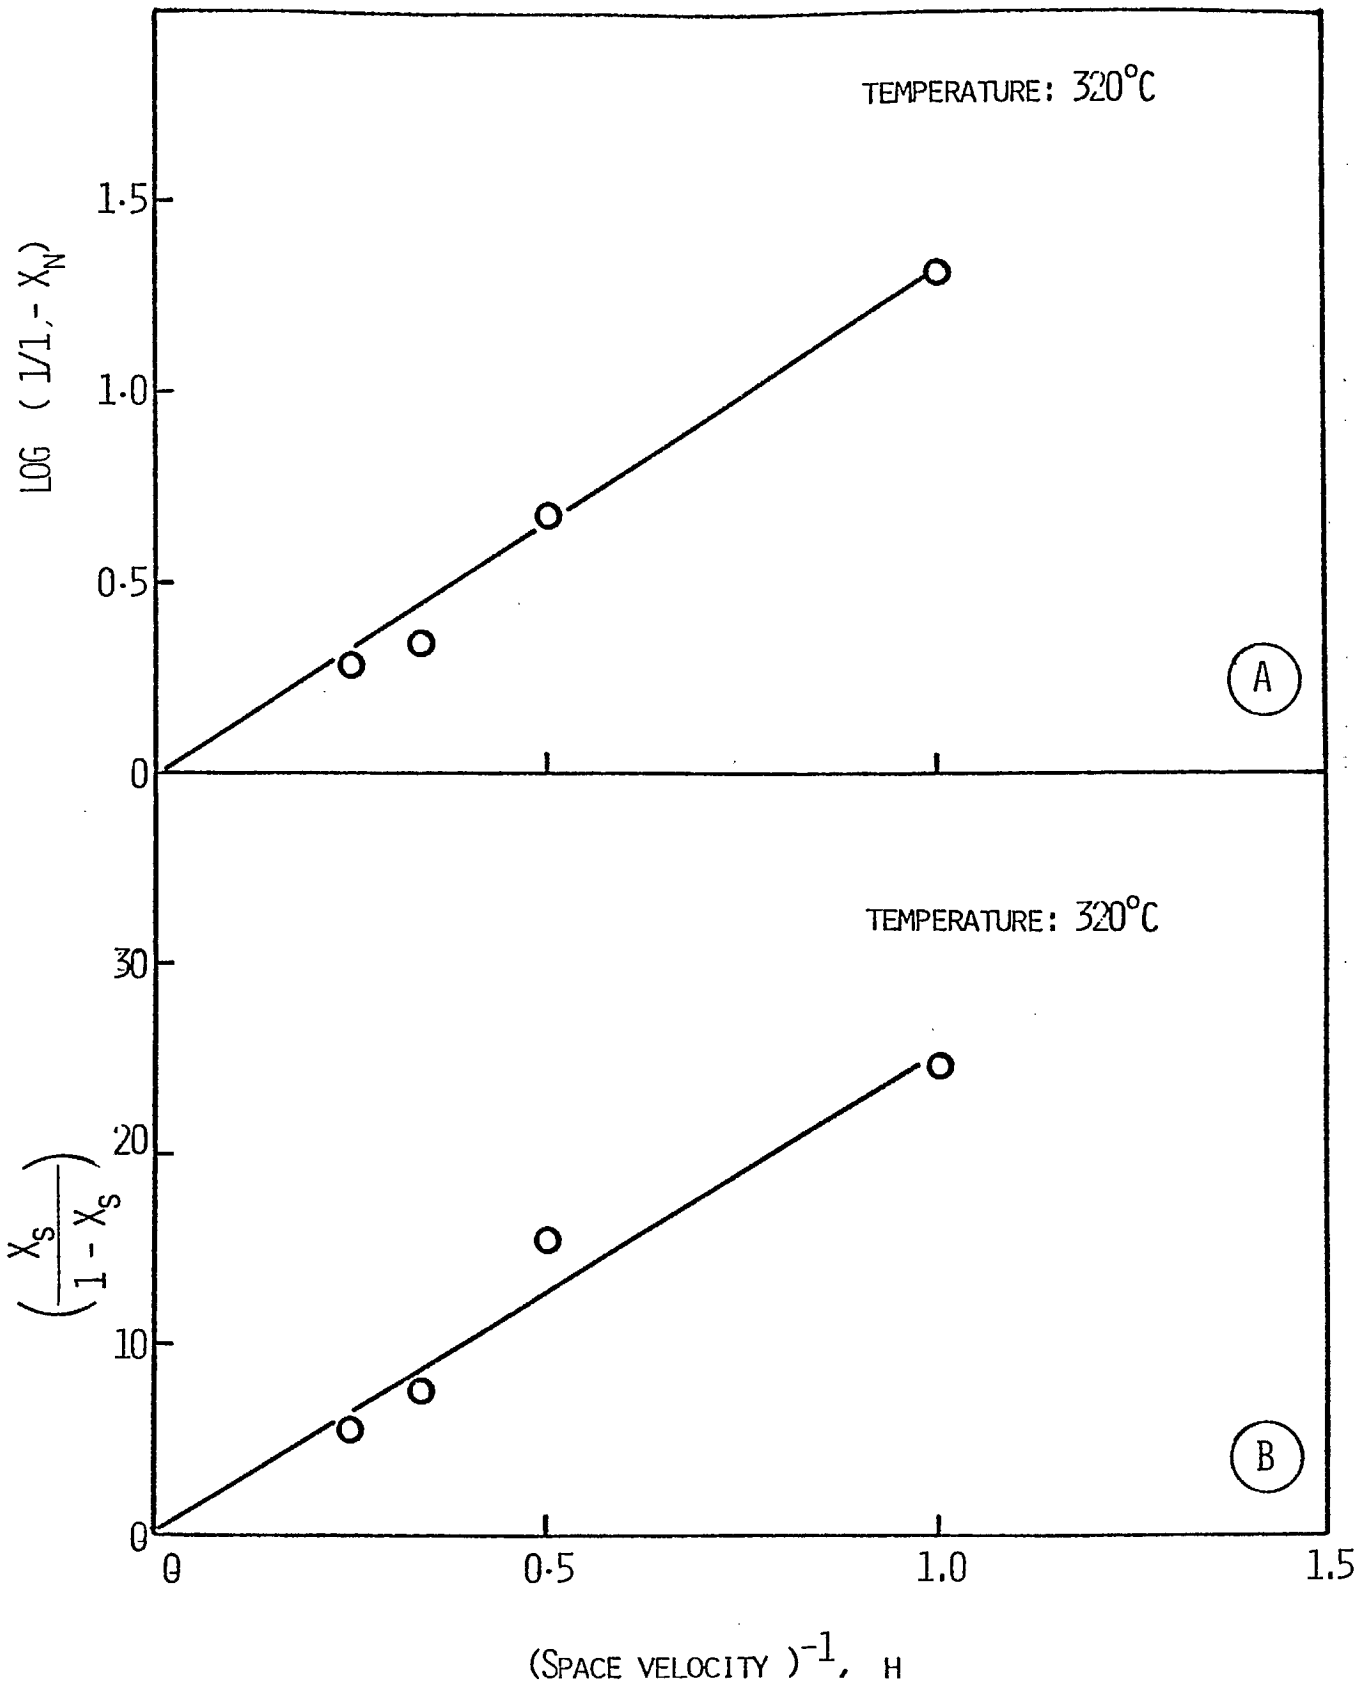 TEMPERATURE: 320°C
1.5
1.0
0.5
0
LOG (1/1.- X_N)
A
TEMPERATURE: 320°C
30
20
10
0
(X_S / 1 - X_S)
B
0 0.5 1.0 1.5
(SPACE VELOCITY)^-1, H